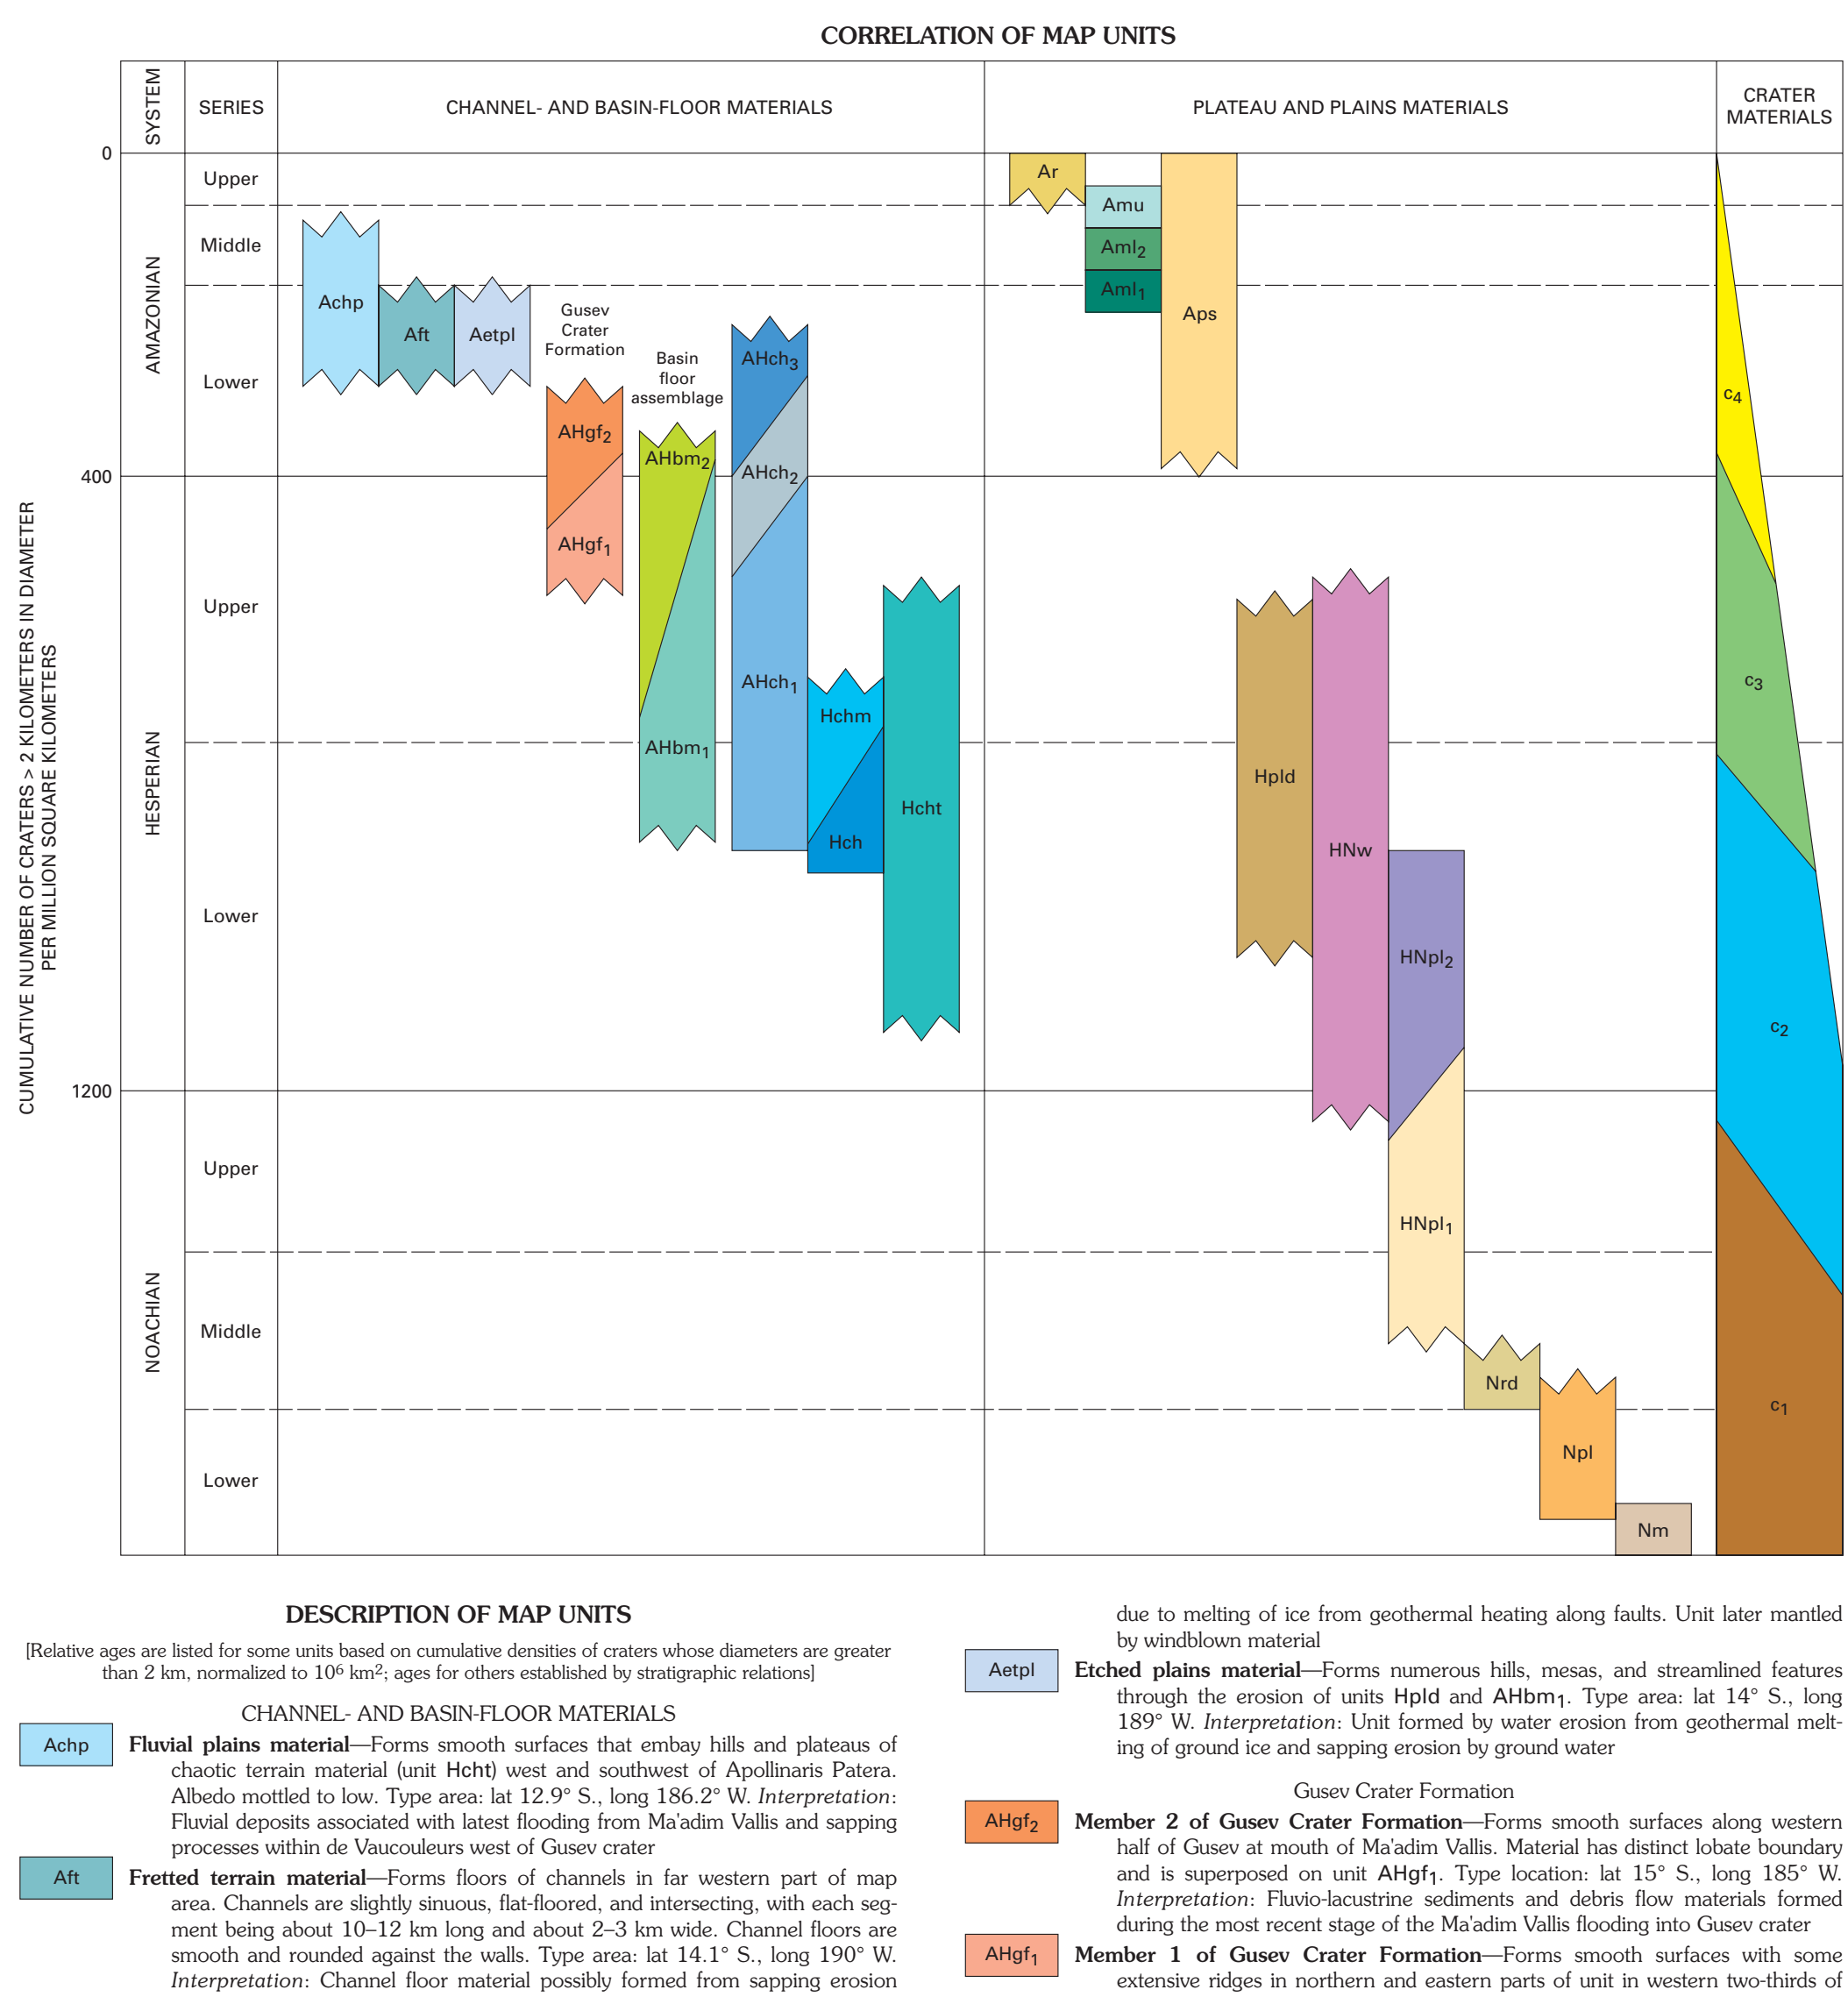 CORRELATION OF MAP UNITS
SYSTEM
SERIES
CHANNEL- AND BASIN-FLOOR MATERIALS
PLATEAU AND PLAINS MATERIALS
CRATER
MATERIALS
CUMULATIVE NUMBER OF CRATERS > 2 KILOMETERS IN DIAMETER
PER MILLION SQUARE KILOMETERS
0
400
1200
AMAZONIAN
Upper
Middle
Lower
HESPERIAN
Upper
Lower
NOACHIAN
Upper
Middle
Lower
Achp
Aft
Aetpl
Gusev
Crater
Formation
AHgf2
AHgf1
Basin
floor
assemblage
AHbm2
AHbm1
AHch3
AHch2
AHch1
Hchm
Hch
Hcht
Ar
Amu
Aml2
Aml1
Aps
Hpld
HNw
HNpl2
HNpl1
Nrd
Npl
Nm
c4
c3
c2
c1
DESCRIPTION OF MAP UNITS
[Relative ages are listed for some units based on cumulative densities of craters whose diameters are greater
than 2 km, normalized to 10⁶ km²; ages for others established by stratigraphic relations]
CHANNEL- AND BASIN-FLOOR MATERIALS
Achp
Fluvial plains material—Forms smooth surfaces that embay hills and plateaus of
chaotic terrain material (unit Hcht) west and southwest of Apollinaris Patera.
Albedo mottled to low. Type area: lat 12.9° S., long 186.2° W. Interpretation:
Fluvial deposits associated with latest flooding from Ma'adim Vallis and sapping
processes within de Vaucouleurs west of Gusev crater
Aft
Fretted terrain material—Forms floors of channels in far western part of map
area. Channels are slightly sinuous, flat-floored, and intersecting, with each seg-
ment being about 10–12 km long and about 2–3 km wide. Channel floors are
smooth and rounded against the walls. Type area: lat 14.1° S., long 190° W.
Interpretation: Channel floor material possibly formed from sapping erosion
due to melting of ice from geothermal heating along faults. Unit later mantled
by windblown material
Aetpl
Etched plains material—Forms numerous hills, mesas, and streamlined features
through the erosion of units Hpld and AHbm1. Type area: lat 14° S., long
189° W. Interpretation: Unit formed by water erosion from geothermal melt-
ing of ground ice and sapping erosion by ground water
Gusev Crater Formation
AHgf2
Member 2 of Gusev Crater Formation—Forms smooth surfaces along western
half of Gusev at mouth of Ma'adim Vallis. Material has distinct lobate boundary
and is superposed on unit AHgf1. Type location: lat 15° S., long 185° W.
Interpretation: Fluvio-lacustrine sediments and debris flow materials formed
during the most recent stage of the Ma'adim Vallis flooding into Gusev crater
AHgf1
Member 1 of Gusev Crater Formation—Forms smooth surfaces with some
extensive ridges in northern and eastern parts of unit in western two-thirds of